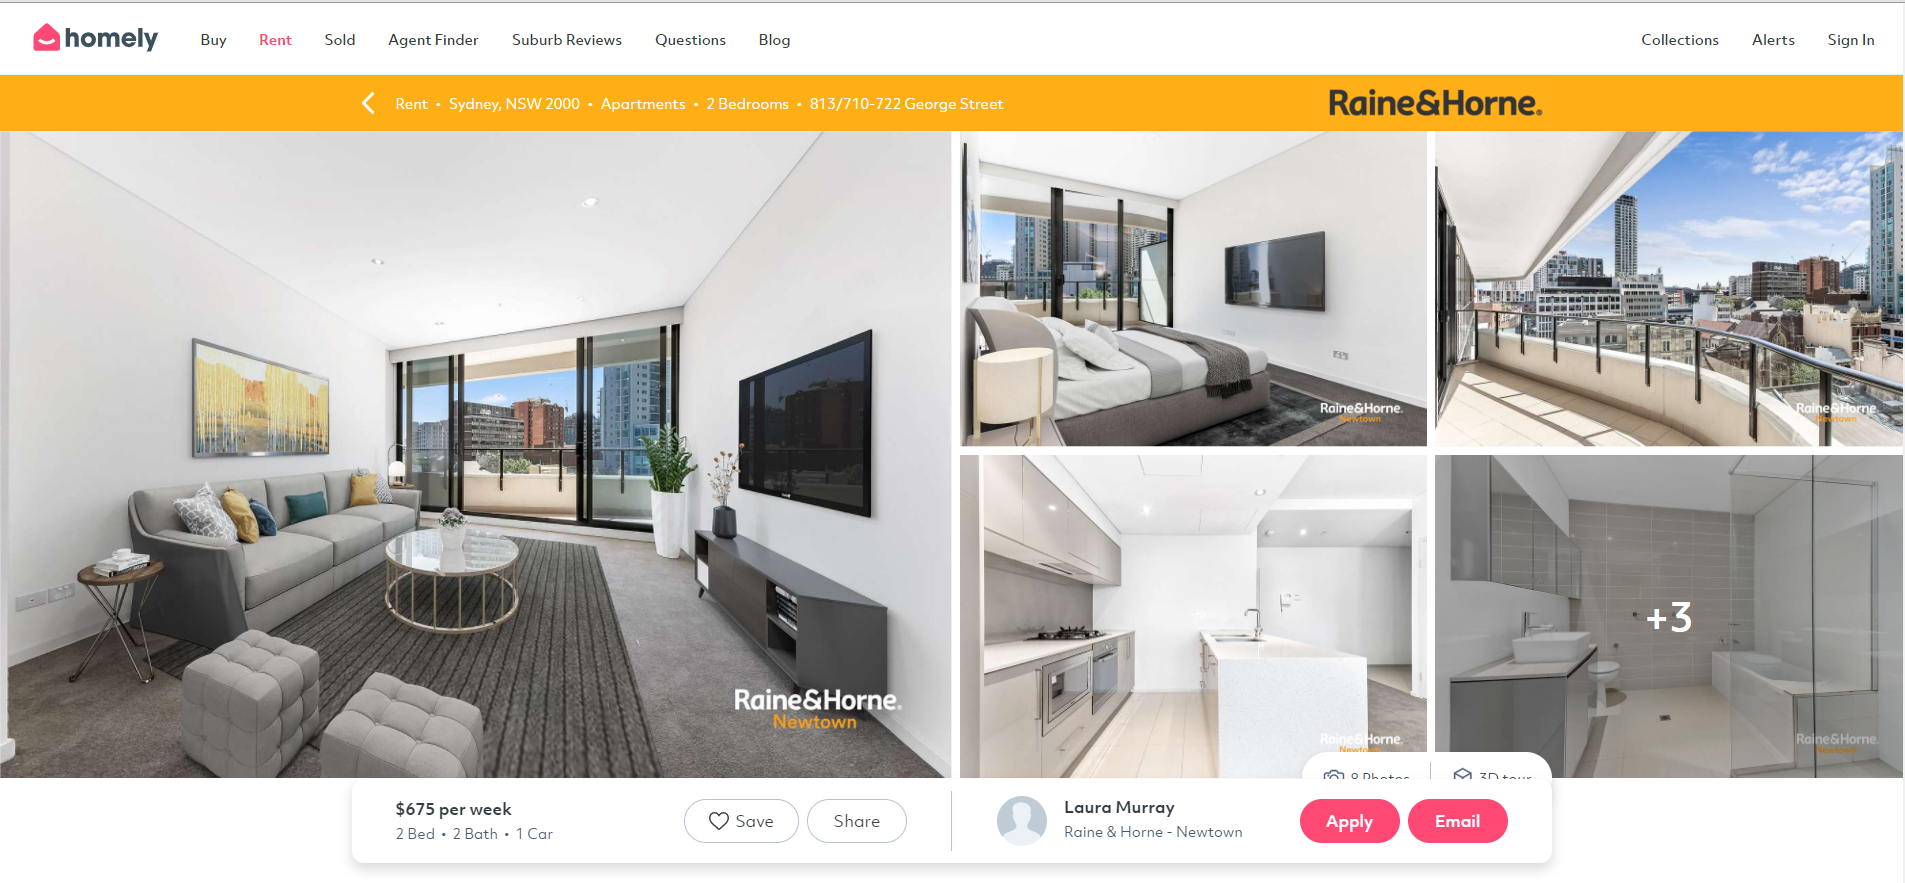 homely Buy Rent Sold Agent Finder Suburb Reviews Questions Blog Collections Alerts Sign In
Rent • Sydney, NSW 2000 • Apartments • 2 Bedrooms • 813/710-722 George Street Raine&Horne.
Raine&Horne.
Newtown
Raine&Horne.
Newtown
Raine&Horne.
Newtown
Raine&Horne.
Newtown
+3
Raine&Horne.
Newtown
8 Photos 3D tour
$675 per week
2 Bed • 2 Bath • 1 Car
Save Share
Laura Murray
Raine & Horne - Newtown
Apply Email